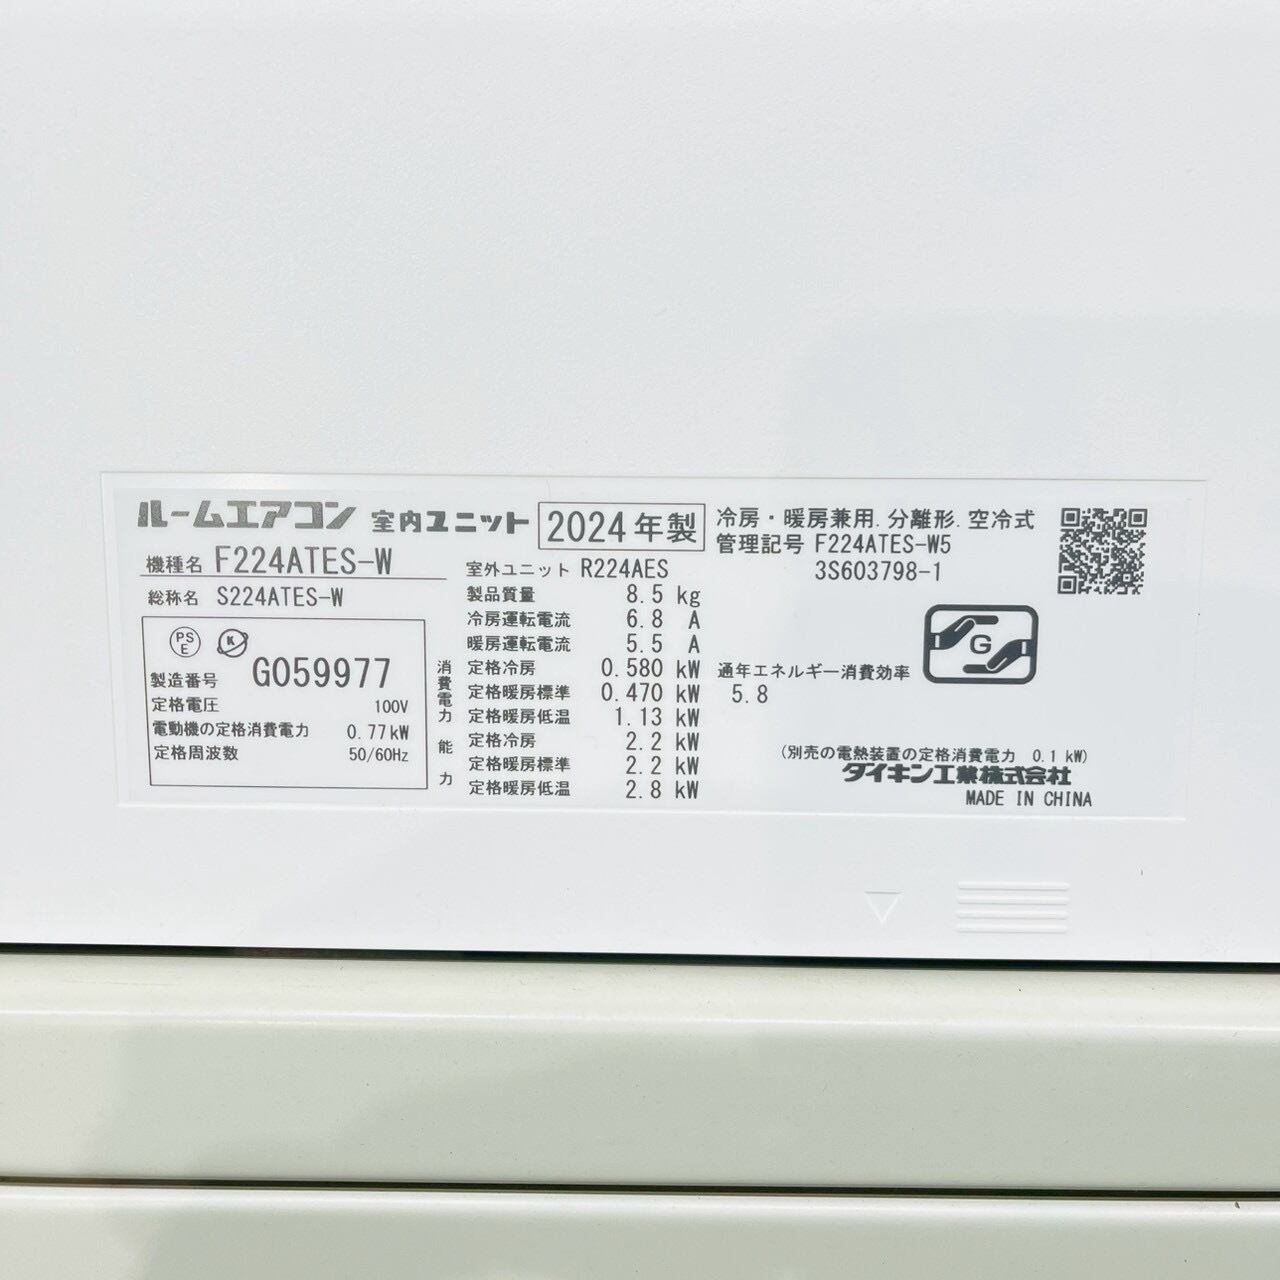 ルームエアコン 室内ユニット 2024年製
機種名 F224ATES-W
総称名 S224ATES-W
PS
E
K
製造番号 G059977
定格電圧 100V
電動機の定格消費電力 0.77kW
定格周波数 50/60Hz
室外ユニット R224AES
製品質量 8.5 kg
冷房運転電流 6.8 A
暖房運転電流 5.5 A
消費電力
定格冷房 0.580 kW
定格暖房標準 0.470 kW
定格暖房低温 1.13 kW
能力
定格冷房 2.2 kW
定格暖房標準 2.2 kW
定格暖房低温 2.8 kW
冷房・暖房兼用.分離形.空冷式
管理記号 F224ATES-W5
3S603798-1
G
通年エネルギー消費効率
5.8
(別売の電熱装置の定格消費電力 0.1 kW)
ダイキン工業株式会社
MADE IN CHINA